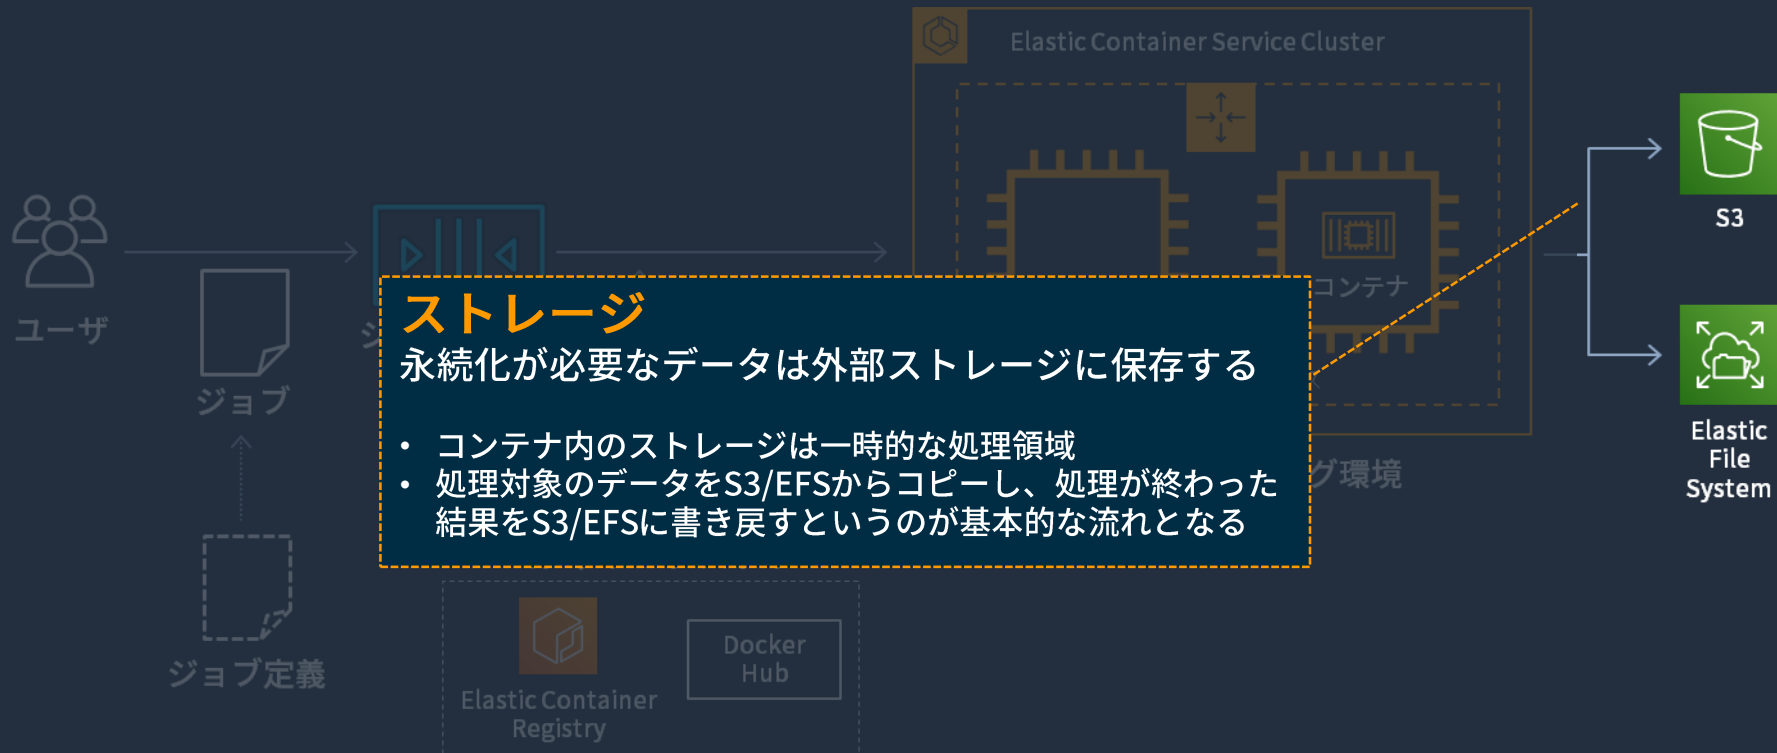 Elastic Container Service Cluster
S3
コンテナ
ユーザ
ジ
ジョブ
ストレージ
永続化が必要なデータは外部ストレージに保存する
• コンテナ内のストレージは一時的な処理領域
• 処理対象のデータをS3/EFSからコピーし、処理が終わった
結果をS3/EFSに書き戻すというのが基本的な流れとなる
グ環境
Elastic
File
System
ジョブ定義
Elastic Container
Registry
Docker
Hub